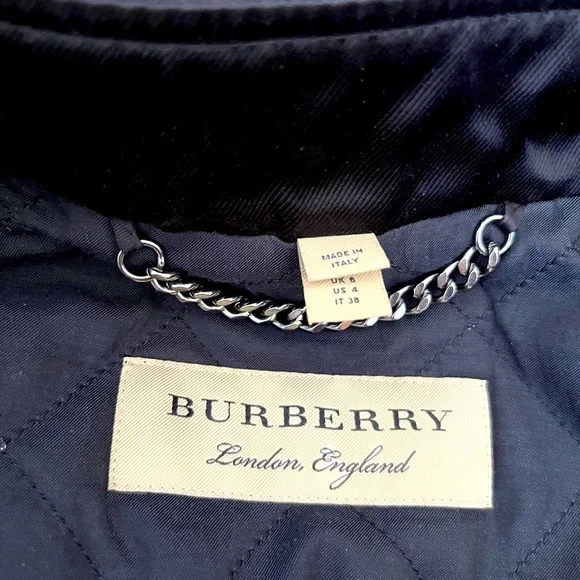 MADE IN
ITALY
UK 6
US 4
IT 38
BURBERRY
London, England